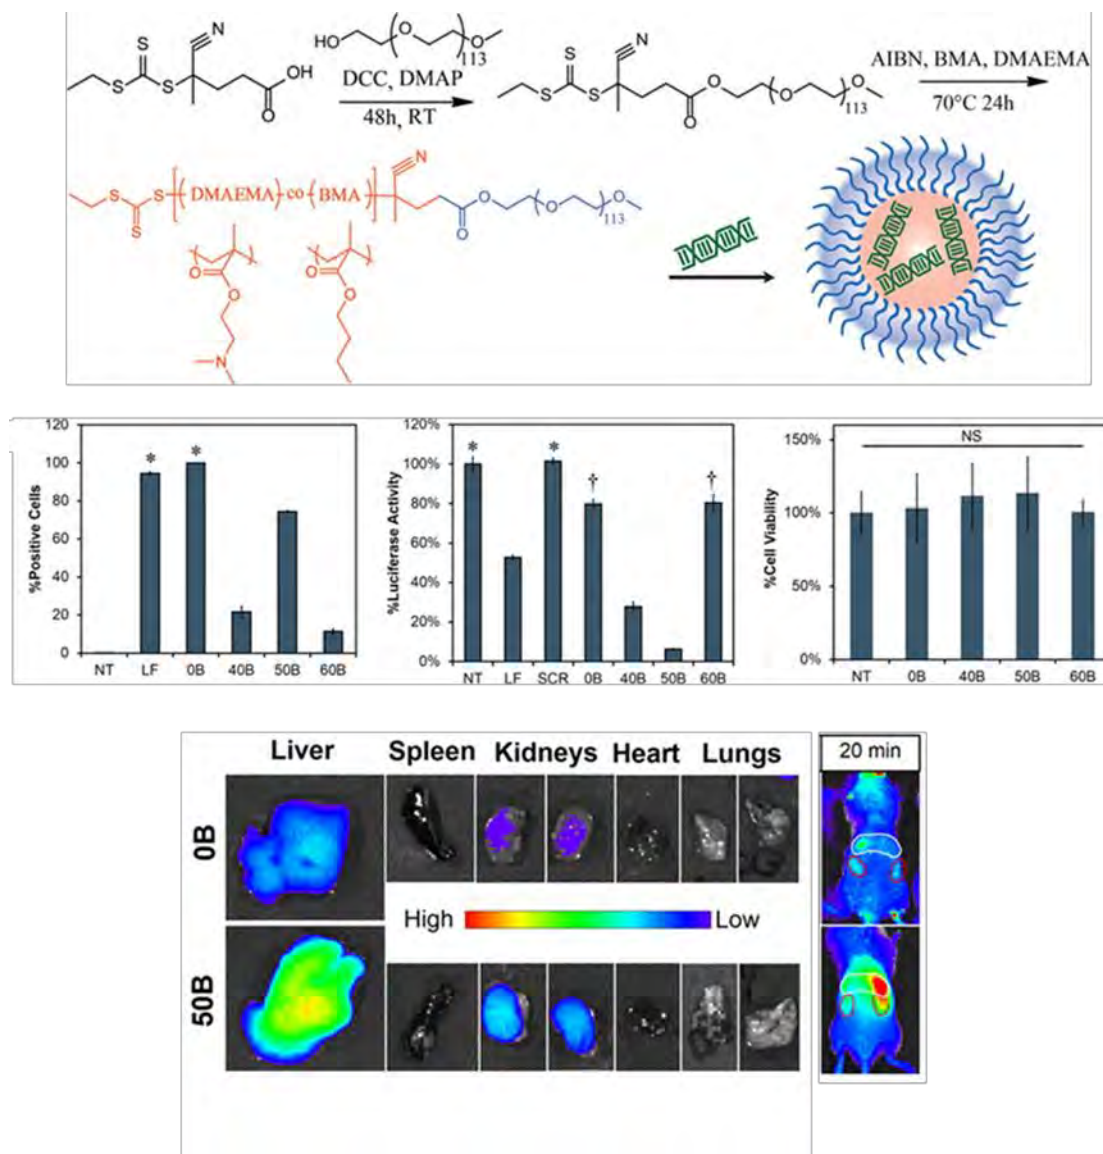 S
S
S
N
OH
O
HO
O
O
113
DCC, DMAP
48h, RT
S
S
S
N
O
O
O
O
113
AIBN, BMA, DMAEMA
70°C 24h
S
S
S
(DMAEMA) co (BMA)
N
O
O
O
O
113
O
O
N
O
O
%Positive Cells
120
100
80
60
40
20
0
* *
NT LF 0B 40B 50B 60B
%Luciferase Activity
120%
100%
80%
60%
40%
20%
0%
* * † †
NT LF SCR 0B 40B 50B 60B
%Cell Viability
150%
100%
50%
0%
NS
NT 0B 40B 50B 60B
Liver Spleen Kidneys Heart Lungs
20 min
0B
High Low
50B